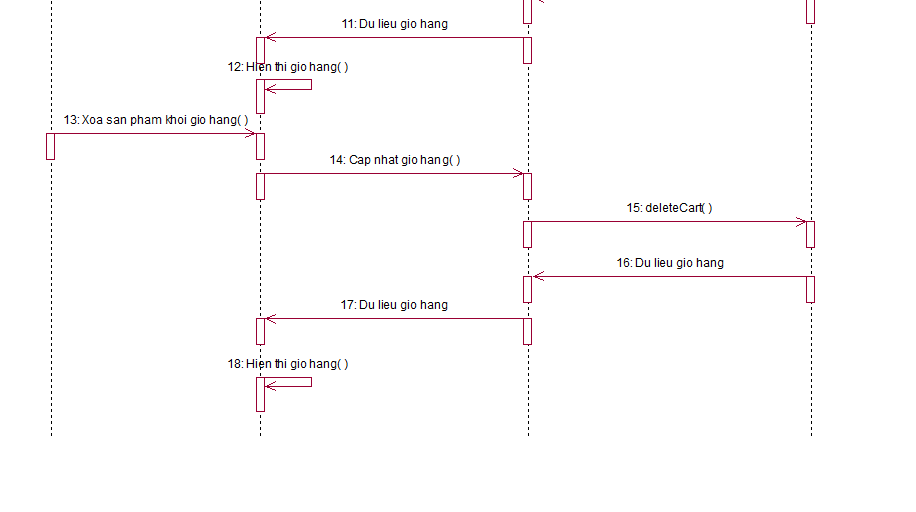 11: Du lieu gio hang
12: Hien thi gio hang( )
13: Xoa san pham khoi gio hang( )
14: Cap nhat gio hang( )
15: deleteCart( )
16: Du lieu gio hang
17: Du lieu gio hang
18: Hien thi gio hang( )